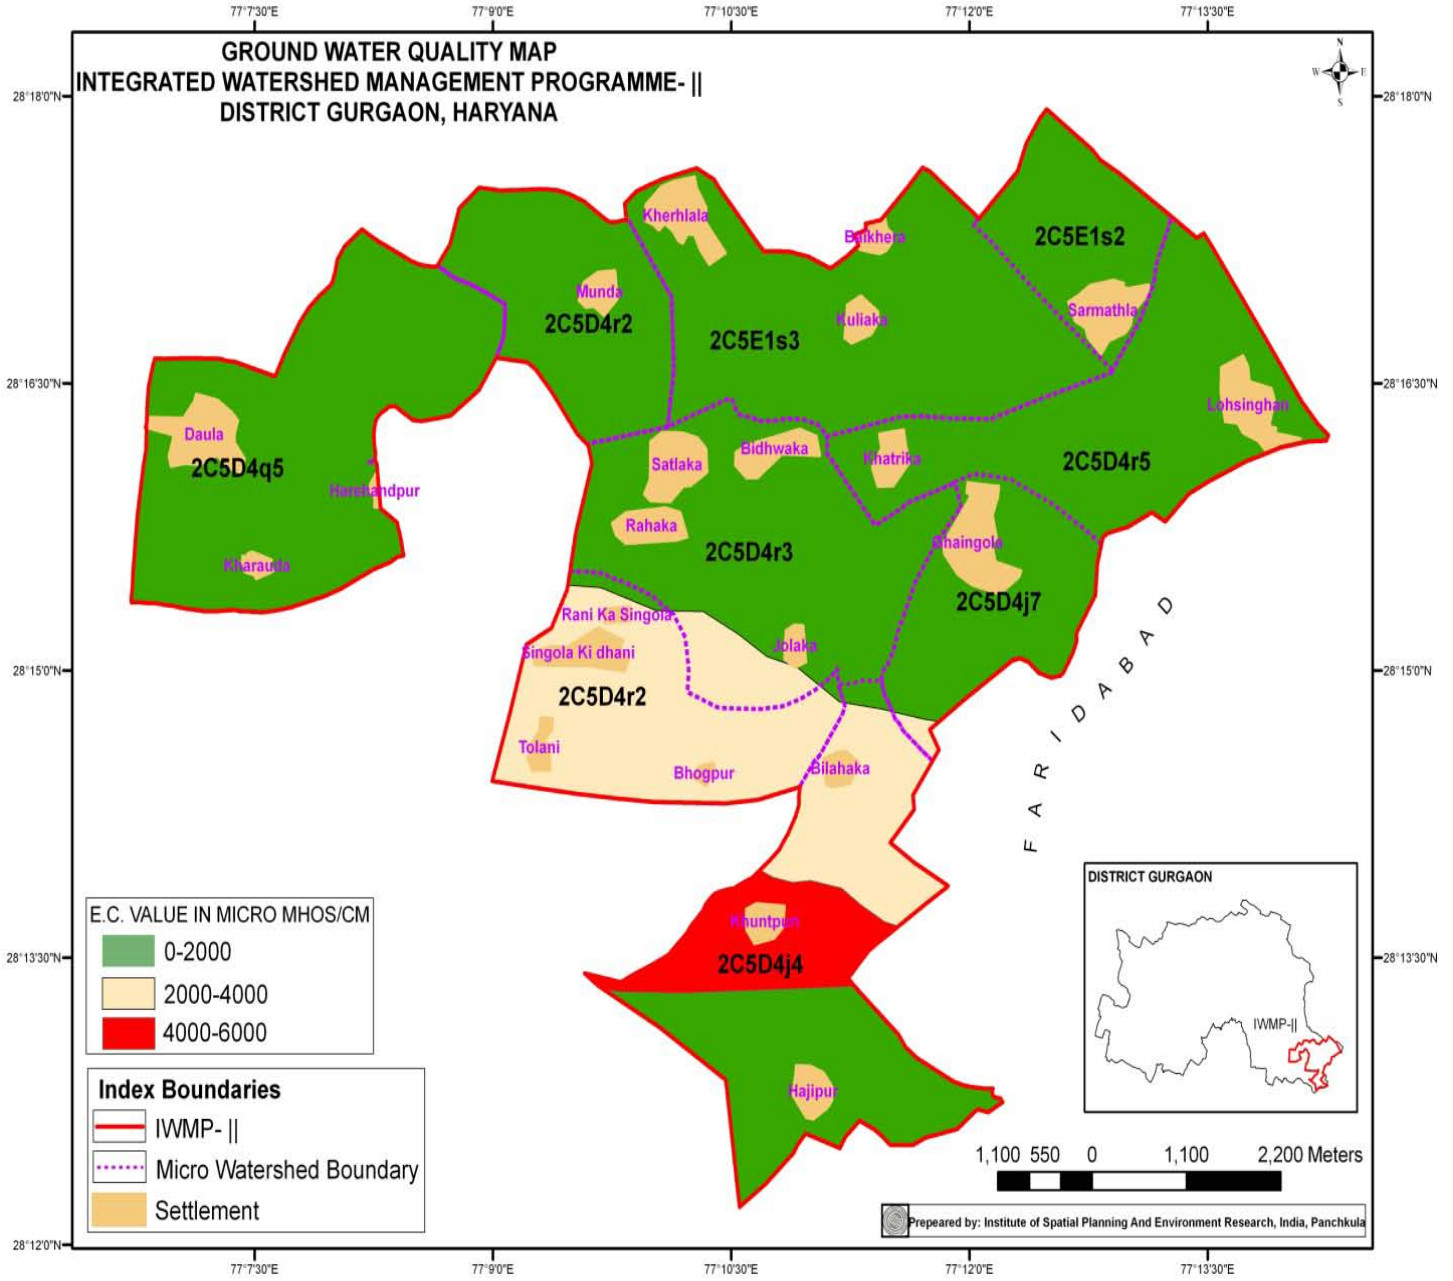 77°7'30"E 77°9'0"E 77°10'30"E 77°12'0"E 77°13'30"E
GROUND WATER QUALITY MAP
INTEGRATED WATERSHED MANAGEMENT PROGRAMME- ||
DISTRICT GURGAON, HARYANA
N
W E
S
28°18'0"N 28°18'0"N
Kherhlala
Baikhera
2C5E1s2
Munda
2C5D4r2
2C5E1s3
Kuliaka
Sarmathla
28°16'30"N 28°16'30"N
Lohsinghan
Daula
2C5D4q5
Harchandpur
Kharauda
Satlaka
Bidhwaka
Khatrika
2C5D4r5
Rahaka
2C5D4r3
Ghaingola
2C5D4j7
Rani Ka Singola
Singola Ki dhani
Jolaka
28°15'0"N 28°15'0"N
2C5D4r2
Tolani
Bhogpur
Bilahaka
FARIDABAD
Khuntpuri
2C5D4j4
28°13'30"N 28°13'30"N
Hajipur
E.C. VALUE IN MICRO MHOS/CM
0-2000
2000-4000
4000-6000
Index Boundaries
IWMP- ||
Micro Watershed Boundary
Settlement
DISTRICT GURGAON
IWMP-||
1,100 550 0 1,100 2,200 Meters
Prepeared by: Institute of Spatial Planning And Environment Research, India, Panchkula
28°12'0"N 28°12'0"N
77°7'30"E 77°9'0"E 77°10'30"E 77°12'0"E 77°13'30"E